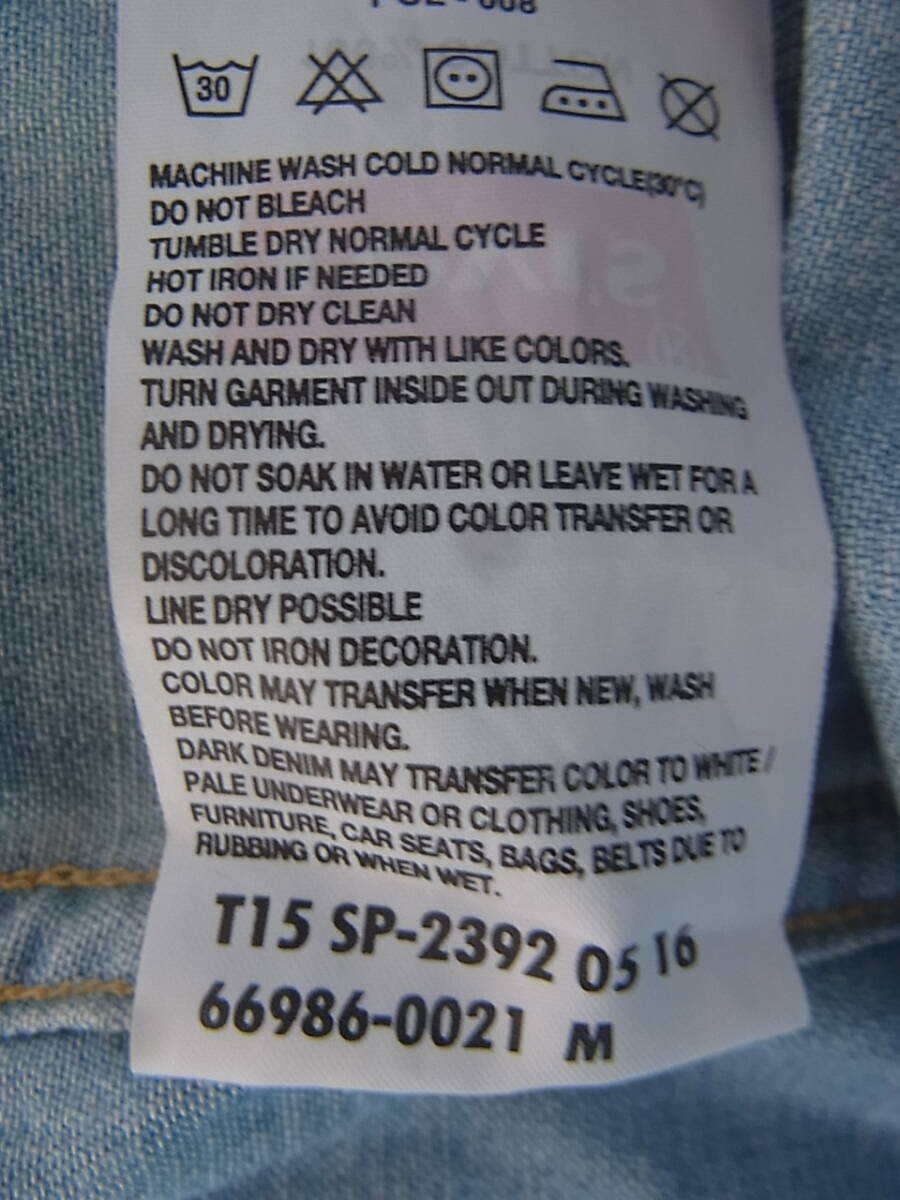 30
MACHINE WASH COLD NORMAL CYCLE(30°C)
DO NOT BLEACH
TUMBLE DRY NORMAL CYCLE
HOT IRON IF NEEDED
DO NOT DRY CLEAN
WASH AND DRY WITH LIKE COLORS.
TURN GARMENT INSIDE OUT DURING WASHING
AND DRYING.
DO NOT SOAK IN WATER OR LEAVE WET FOR A
LONG TIME TO AVOID COLOR TRANSFER OR
DISCOLORATION.
LINE DRY POSSIBLE
DO NOT IRON DECORATION.
COLOR MAY TRANSFER WHEN NEW, WASH
BEFORE WEARING.
DARK DENIM MAY TRANSFER COLOR TO WHITE /
PALE UNDERWEAR OR CLOTHING, SHOES,
FURNITURE, CAR SEATS, BAGS, BELTS DUE TO
RUBBING OR WHEN WET.
T15 SP-2392 05 16
66986-0021 M